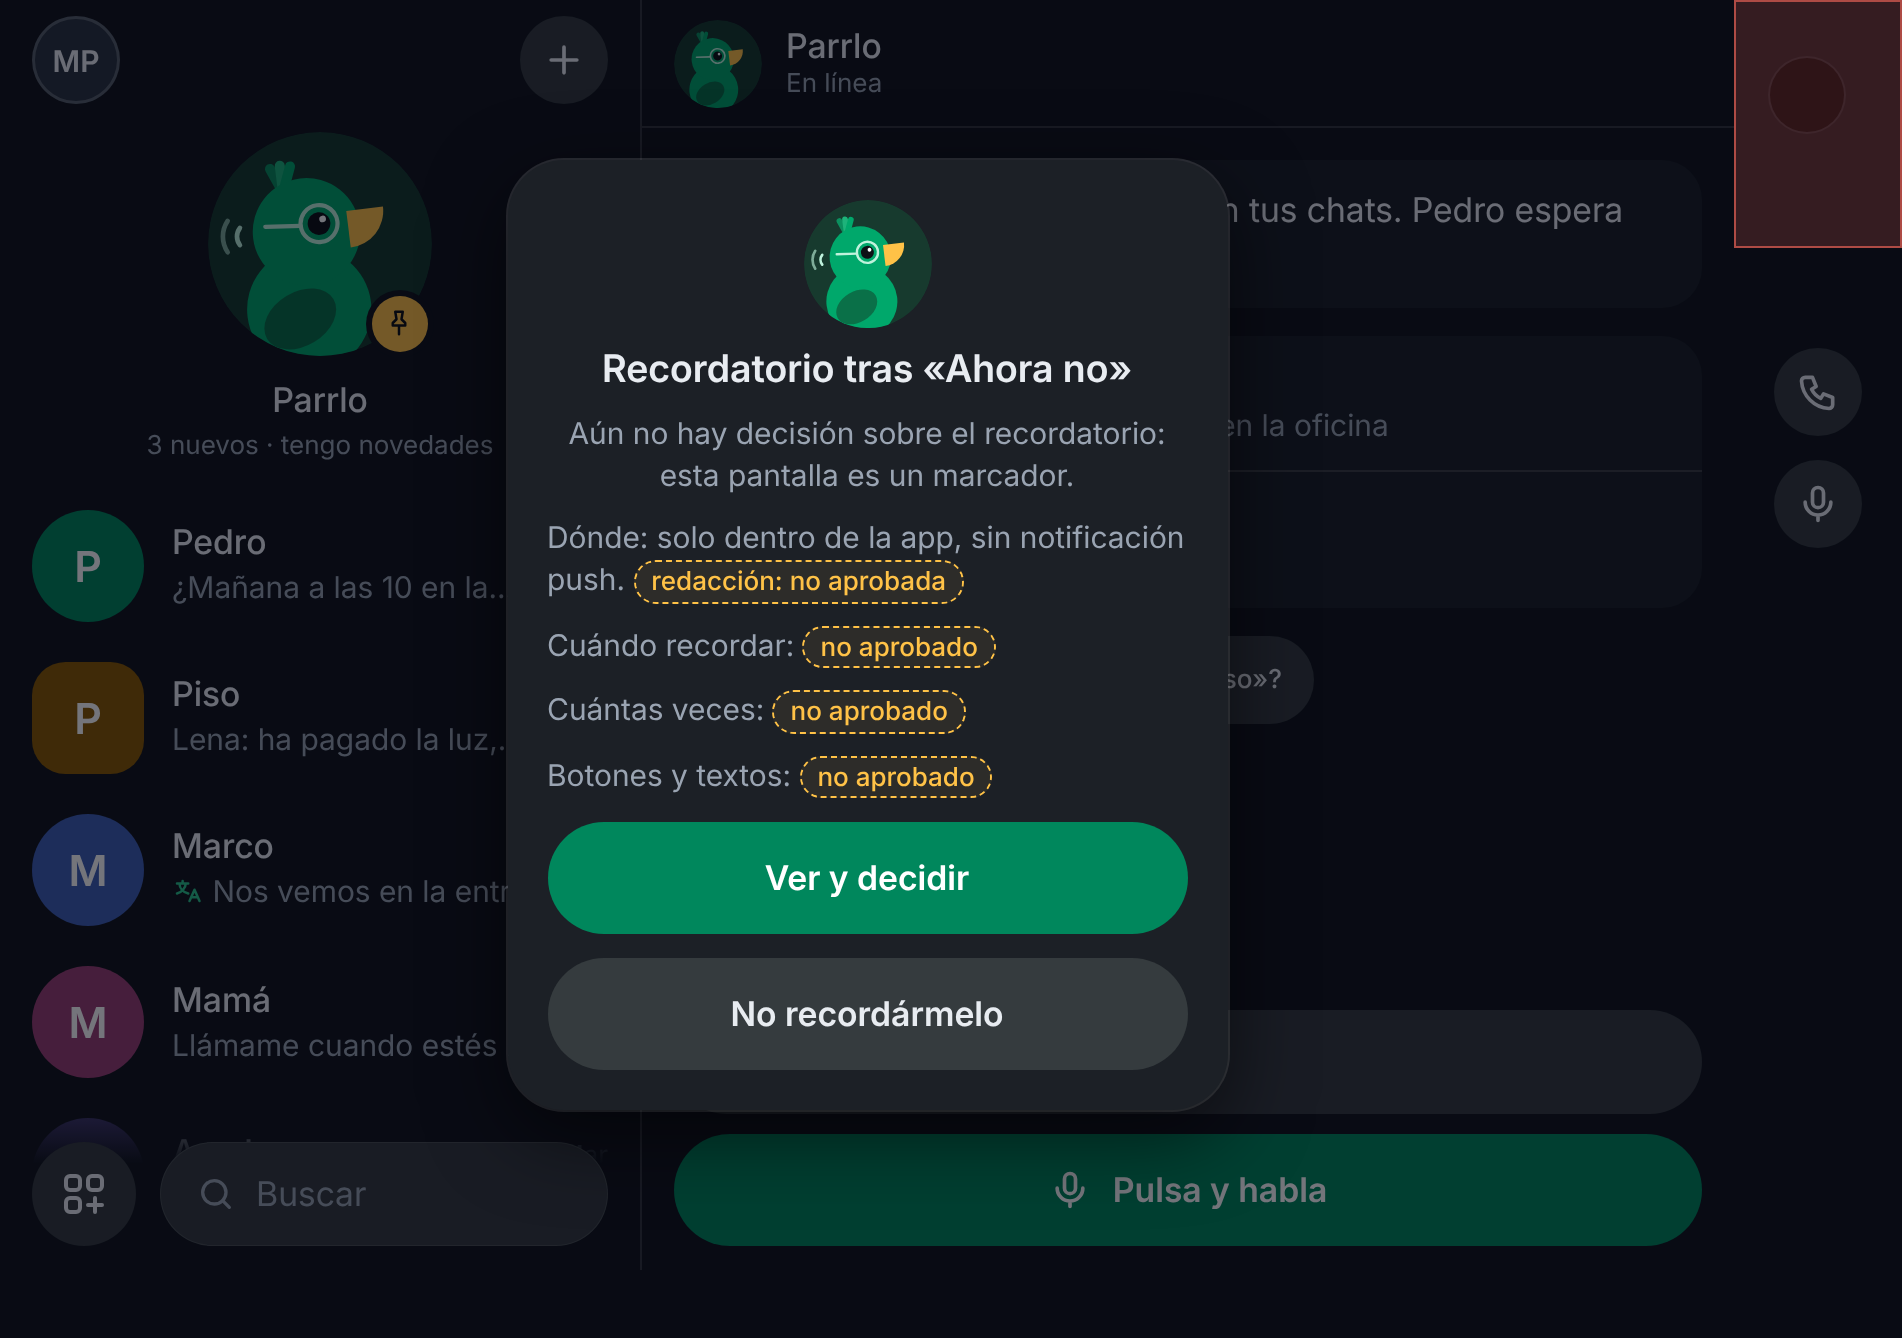 MP
Parrlo
3 nuevos · tengo novedades
P
Pedro
¿Mañana a las 10 en la...
P
Piso
Lena: ha pagado la luz,.
M
Marco
Nos vemos en la entr
M
Mamá
Llámame cuando estés
Buscar
Parrlo
En línea
tus chats. Pedro espera
en la oficina
so»?
Recordatorio tras «Ahora no»
Aún no hay decisión sobre el recordatorio:
esta pantalla es un marcador.
Dónde: solo dentro de la app, sin notificación
push. redacción: no aprobada
Cuándo recordar: no aprobado
Cuántas veces: no aprobado
Botones y textos: no aprobado
Ver y decidir
No recordármelo
Pulsa y habla